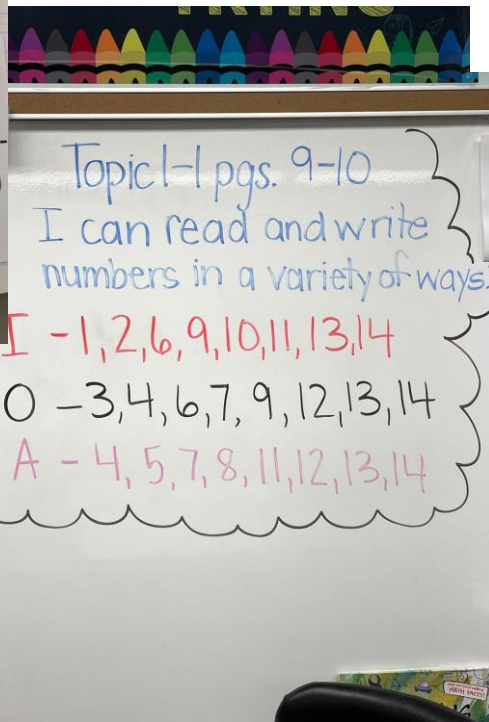 Topic 1-1 pgs. 9-10
I can read and write
numbers in a variety of ways.
I - 1, 2, 6, 9, 10, 11, 13, 14
O - 3, 4, 6, 7, 9, 12, 13, 14
A - 4, 5, 7, 8, 11, 12, 13, 14
MATH FACTS!